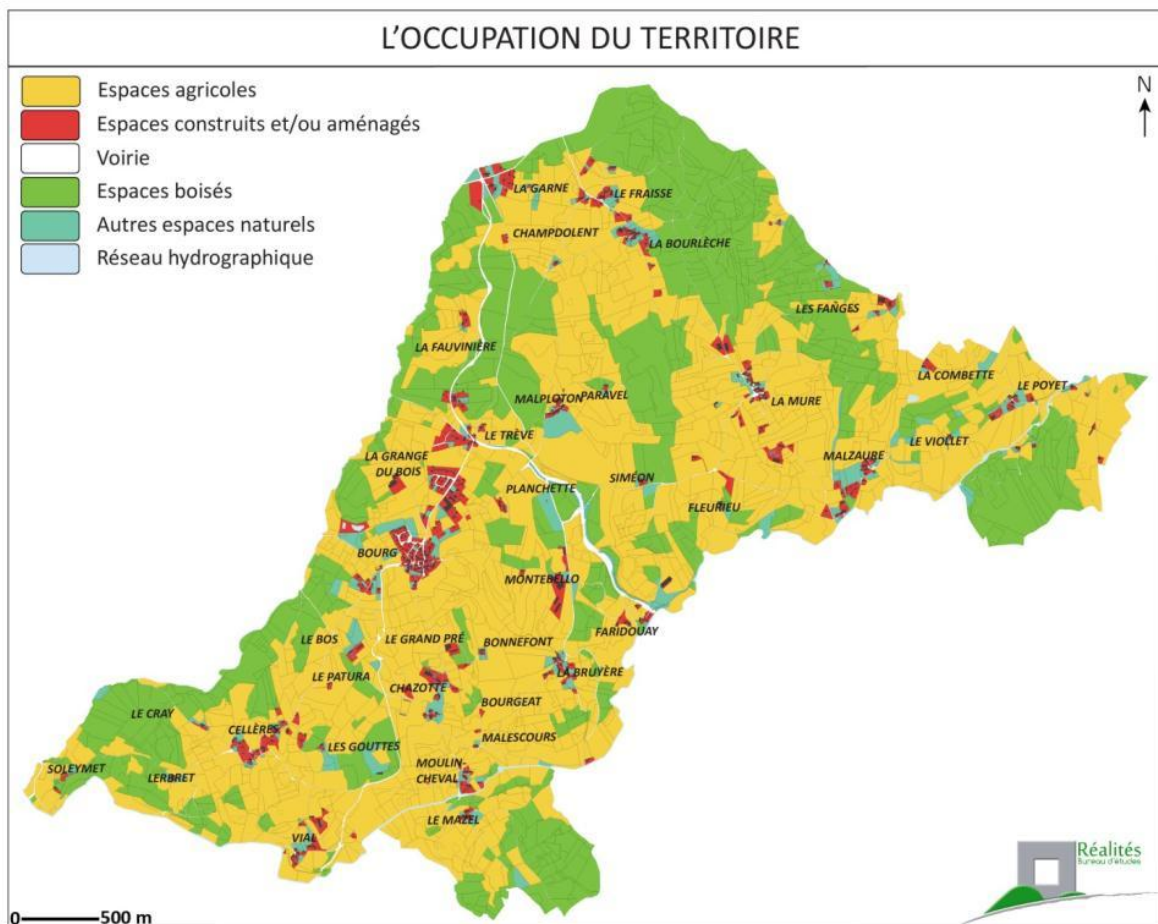 L'OCCUPATION DU TERRITOIRE
Espaces agricoles
Espaces construits et/ou aménagés
Voirie
Espaces boisés
Autres espaces naturels
Réseau hydrographique
N
LA GARNE
LE FRAISSE
CHAMPDOLENT
LA BOURLÈCHE
LES FANGES
LA FAUVINIÈRE
LA COMBETTE
LE POYET
MALPLOTON
PARAVEL
LA MURE
LE TRÈVE
LE VIOLLET
LA GRANGE
DU BOIS
MALZAURE
SIMÉON
PLANCHETTE
FLEURIEU
BOURG
MONTEBELLO
FARIDOUAY
LE BOS
LE GRAND PRÉ
BONNEFONT
LA BRUYÈRE
LE PATURA
CHAZOTTE
BOURGEAT
LE CRAY
CELLÈRES
MALESCOURS
LES GOUTTES
MOULIN-
CHEVAL
SOLEYMET
LERBRET
LE MAZEL
VIAL
Réalités
Bureau d'études
0 500 m